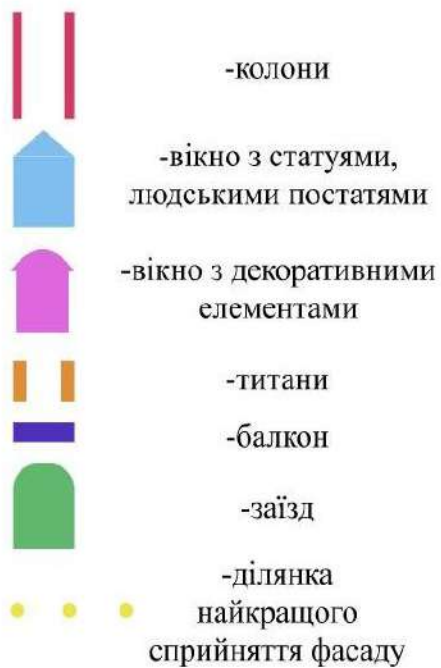 -колони
-вікно з статуями,
людськими постатями
-вікно з декоративними
елементами
-титани
-балкон
-заїзд
-ділянка
найкращого
сприйняття фасаду